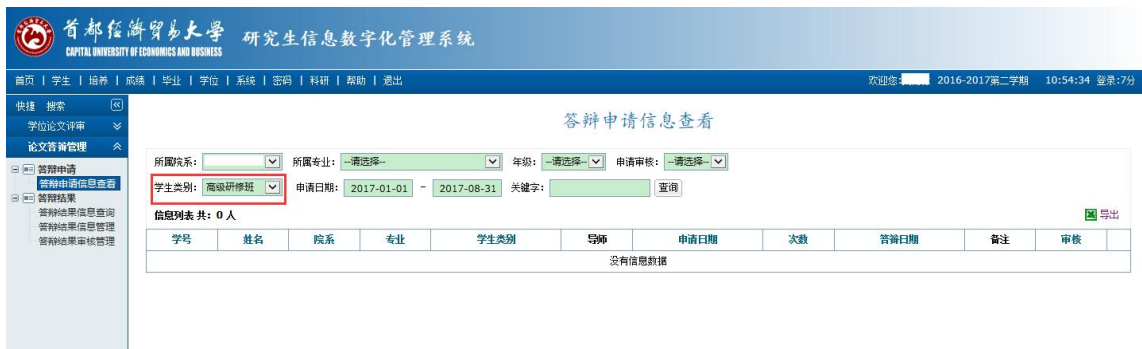 首都经济贸易大学 研究生信息数字化管理系统
CAPITAL UNIVERSITY OF ECONOMICS AND BUSINESS
首页 | 学生 | 培养 | 成绩 | 毕业 | 学位 | 系统 | 密码 | 科研 | 帮助 | 退出 欢迎您: 2016-2017第二学期 10:54:34 登录:7分
快捷 搜索
学位论文评审
论文答辩管理
答辩申请
答辩申请信息查看
答辩结果
答辩结果信息查询
答辩结果信息管理
答辩结果审核管理
答辩申请信息查看
所属院系: 所属专业: --请选择-- 年级: --请选择-- 申请审核: --请选择--
学生类别: 高级研修班 申请日期: 2017-01-01 - 2017-08-31 关键字: 查询
信息列表 共: 0 人 导出
学号 姓名 院系 专业 学生类别 导师 申请日期 次数 答辩日期 备注 审核
没有信息数据